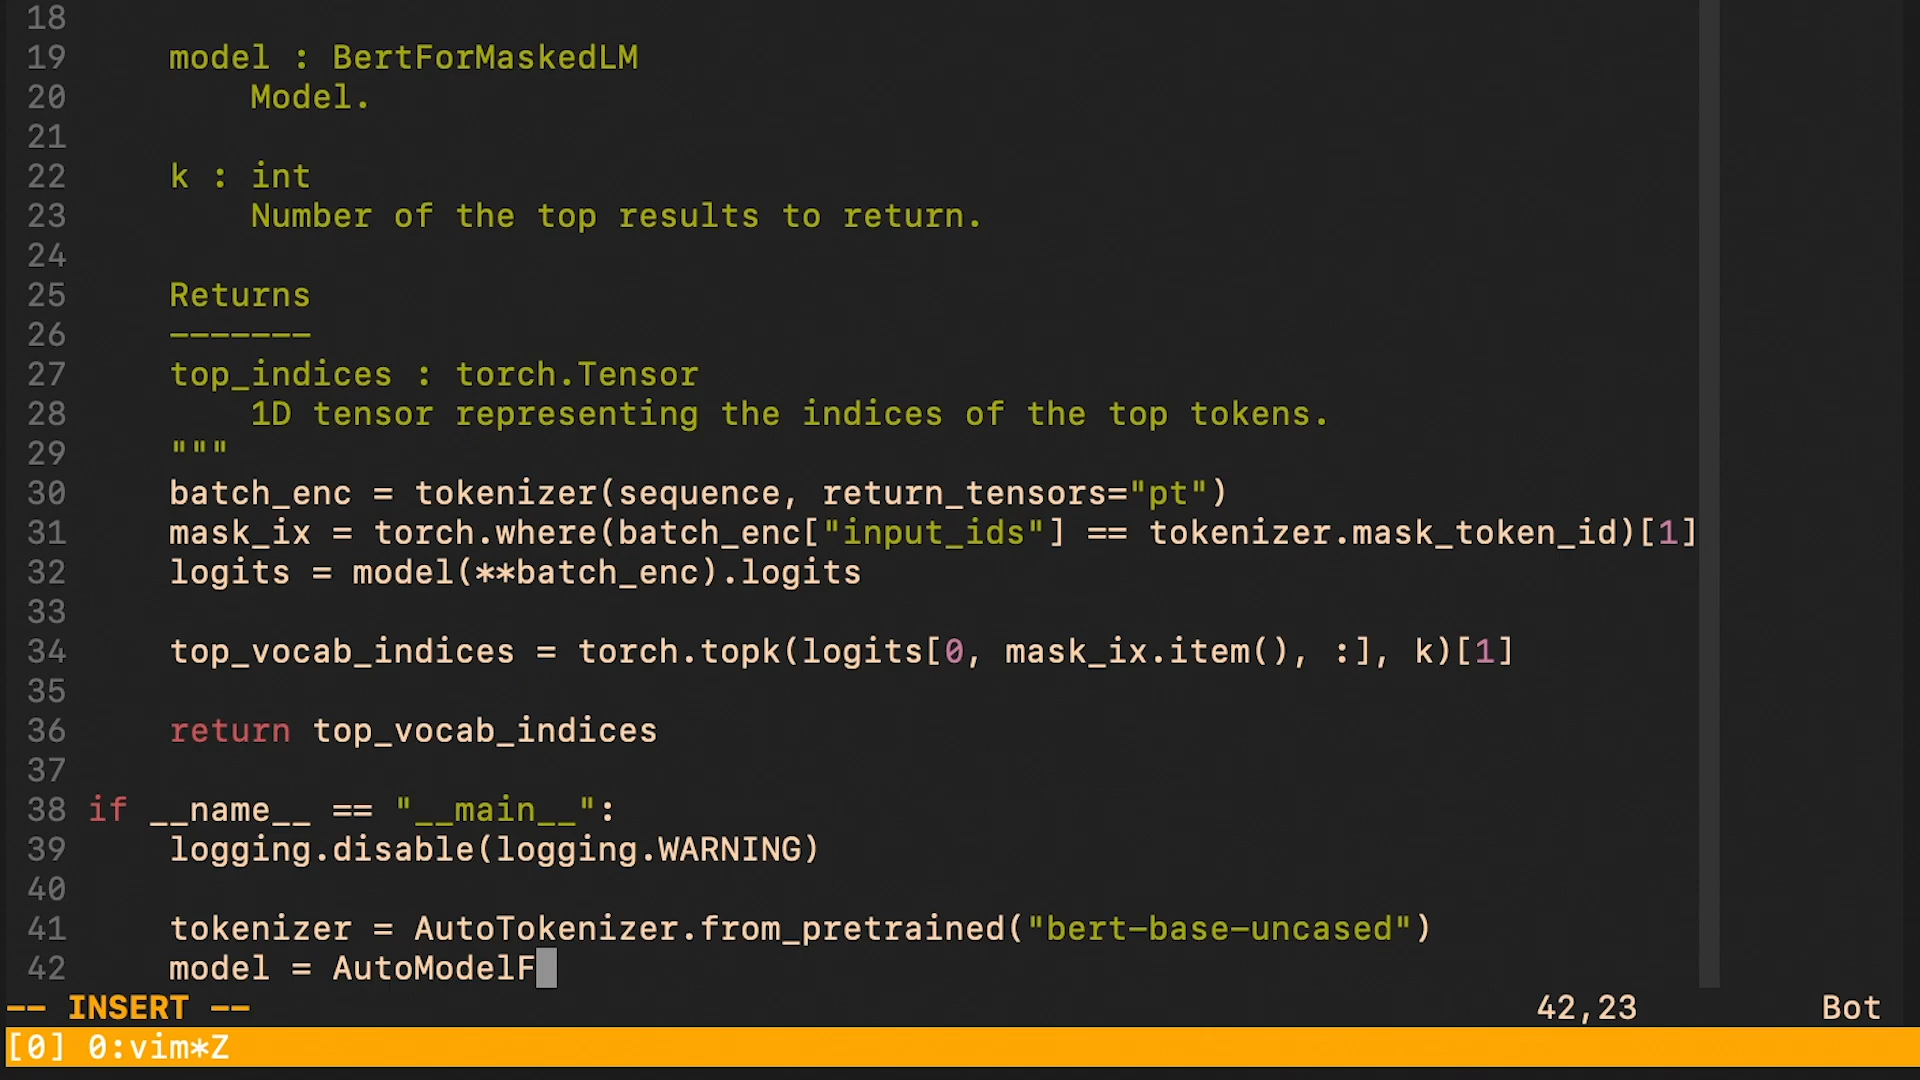 18
19 model : BertForMaskedLM
20 Model.
21
22 k : int
23 Number of the top results to return.
24
25 Returns
26 -------
27 top_indices : torch.Tensor
28 1D tensor representing the indices of the top tokens.
29 """
30 batch_enc = tokenizer(sequence, return_tensors="pt")
31 mask_ix = torch.where(batch_enc["input_ids"] == tokenizer.mask_token_id)[1]
32 logits = model(**batch_enc).logits
33
34 top_vocab_indices = torch.topk(logits[0, mask_ix.item(), :], k)[1]
35
36 return top_vocab_indices
37
38 if __name__ == "__main__":
39 logging.disable(logging.WARNING)
40
41 tokenizer = AutoTokenizer.from_pretrained("bert-base-uncased")
42 model = AutoModelF
-- INSERT -- 42,23 Bot
[0] 0:vim*Z